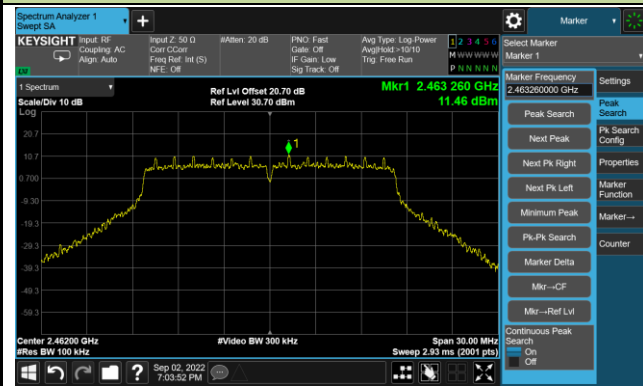 Spectrum Analyzer 1
Swept SA
Marker
KEYSIGHT
Input: RF
Coupling: AC
Align: Auto
Input Z: 50 Ω
Corr CCorr
Freq Ref: Int (S)
NFE: Off
#Atten: 20 dB
PNO: Fast
Gate: Off
IF Gain: Low
Sig Track: Off
Avg Type: Log-Power
Avg|Hold:>10/10
Trig: Free Run
1 2 3 4 5 6
M W W W W W
P N N N N N
LXI
Select Marker
Marker 1
1 Spectrum
Scale/Div 10 dB
Log
Ref Lvl Offset 20.70 dB
Ref Level 30.70 dBm
Mkr1 2.463 260 GHz
11.46 dBm
20.7
10.7
0.700
-9.30
-19.3
-29.3
-39.3
-49.3
-59.3
1
Center 2.46200 GHz
#Res BW 100 kHz
#Video BW 300 kHz
Span 30.00 MHz
Sweep 2.93 ms (2001 pts)
Marker Frequency
2.463260000 GHz
Peak Search
Next Peak
Next Pk Right
Next Pk Left
Minimum Peak
Pk-Pk Search
Marker Delta
Mkr→CF
Mkr→Ref Lvl
Continuous Peak
Search
On
Off
Settings
Peak
Search
Pk Search
Config
Properties
Marker
Function
Marker→
Counter
Sep 02, 2022
7:03:52 PM